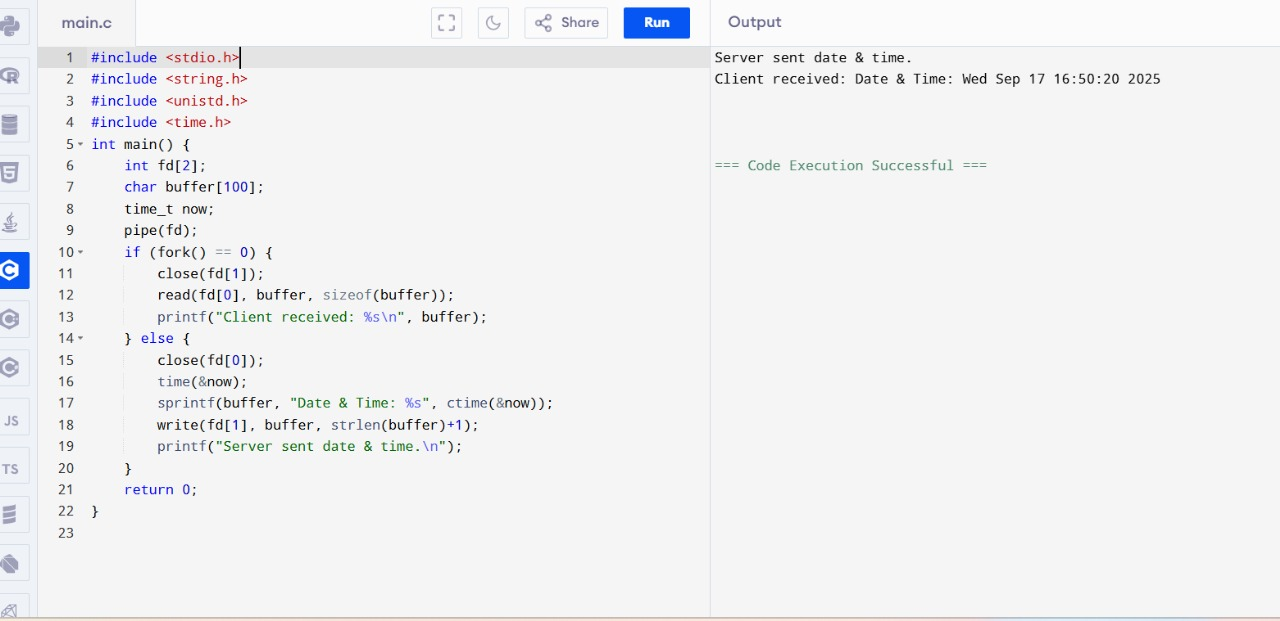 main.c
Share
Run
Output
1 #include <stdio.h>
2 #include <string.h>
3 #include <unistd.h>
4 #include <time.h>
5 int main() {
6     int fd[2];
7     char buffer[100];
8     time_t now;
9     pipe(fd);
10     if (fork() == 0) {
11         close(fd[1]);
12         read(fd[0], buffer, sizeof(buffer));
13         printf("Client received: %s\n", buffer);
14     } else {
15         close(fd[0]);
16         time(&now);
17         sprintf(buffer, "Date & Time: %s", ctime(&now));
18         write(fd[1], buffer, strlen(buffer)+1);
19         printf("Server sent date & time.\n");
20     }
21     return 0;
22 }
23
Server sent date & time.
Client received: Date & Time: Wed Sep 17 16:50:20 2025
=== Code Execution Successful ===
R
5
C
C
C
JS
TS